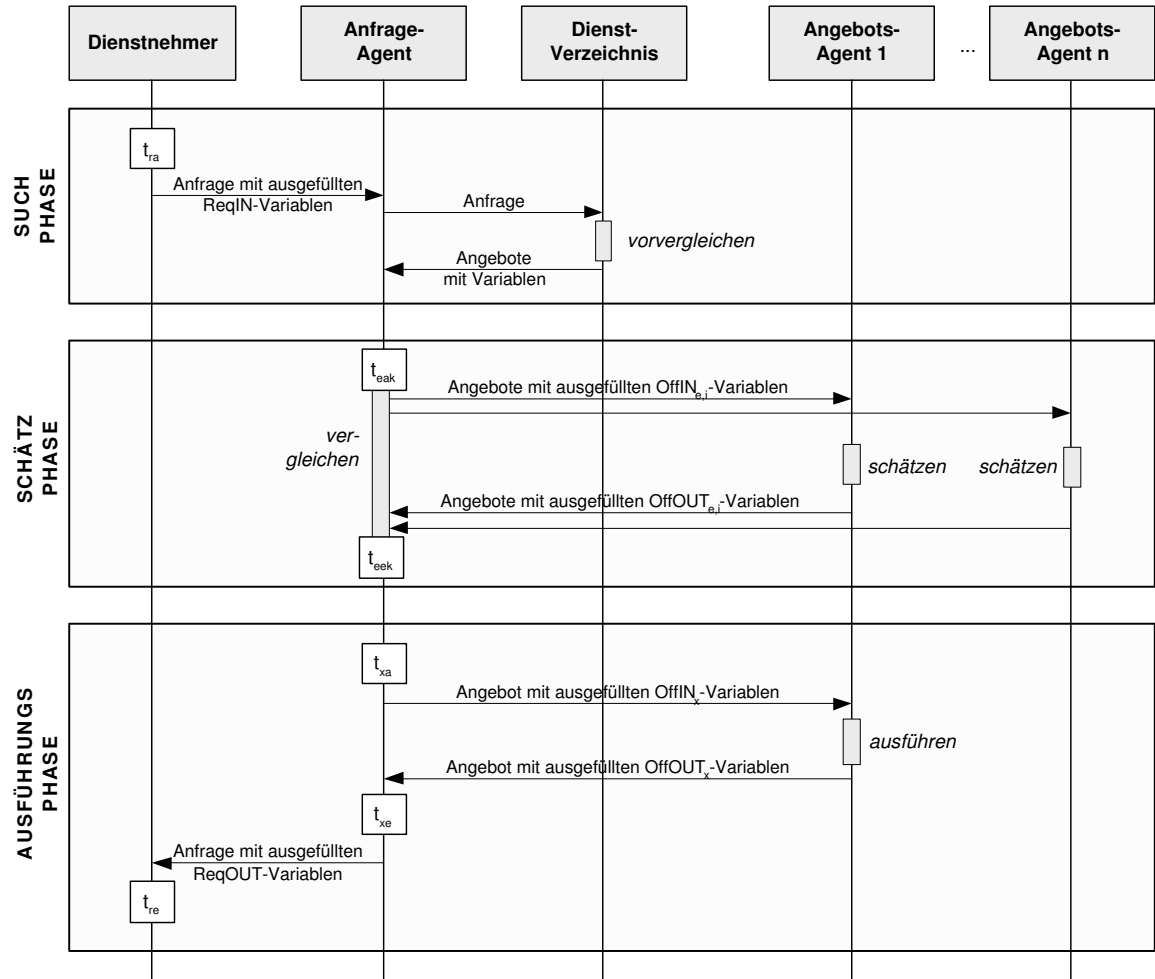 Dienstnehmer
Anfrage-
Agent
Dienst-
Verzeichnis
Angebots-
Agent 1
...
Angebots-
Agent n
SUCH
PHASE
t_ra
Anfrage mit ausgefüllten
ReqIN-Variablen
Anfrage
vorvergleichen
Angebote
mit Variablen
SCHÄTZ
PHASE
t_eak
Angebote mit ausgefüllten OffIN_e,i-Variablen
ver-
gleichen
schätzen
schätzen
Angebote mit ausgefüllten OffOUT_e,i-Variablen
t_eek
AUSFÜHRUNGS
PHASE
t_xa
Angebot mit ausgefüllten OffIN_x-Variablen
ausführen
Angebot mit ausgefüllten OffOUT_x-Variablen
t_xe
Anfrage mit ausgefüllten
ReqOUT-Variablen
t_re